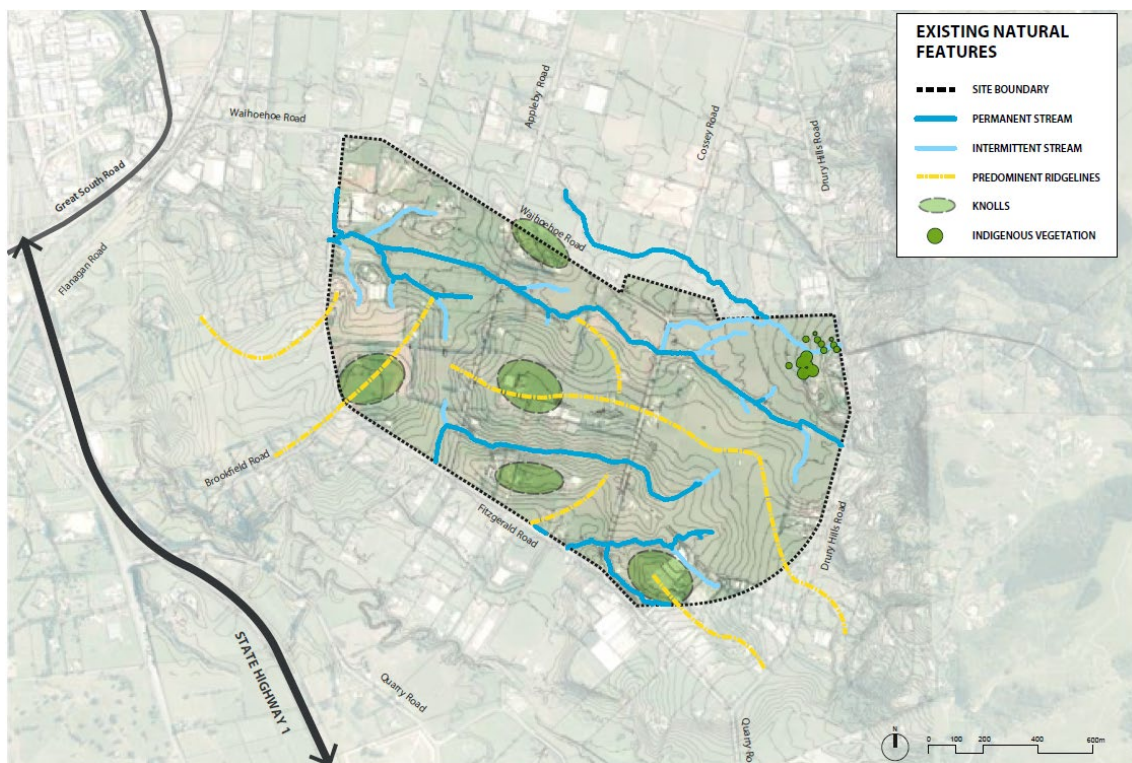 EXISTING NATURAL
FEATURES
SITE BOUNDARY
PERMANENT STREAM
INTERMITTENT STREAM
PREDOMINENT RIDGELINES
KNOLLS
INDIGENOUS VEGETATION
Waihoehoe Road
Appleby Road
Cossey Road
Drury Hills Road
Great South Road
Flanagan Road
Waihoehoe Road
Brookfield Road
Fitzgerald Road
Drury Hills Road
STATE HIGHWAY 1
Quarry Road
Quarry Ro
N
0 100 200 400 600m